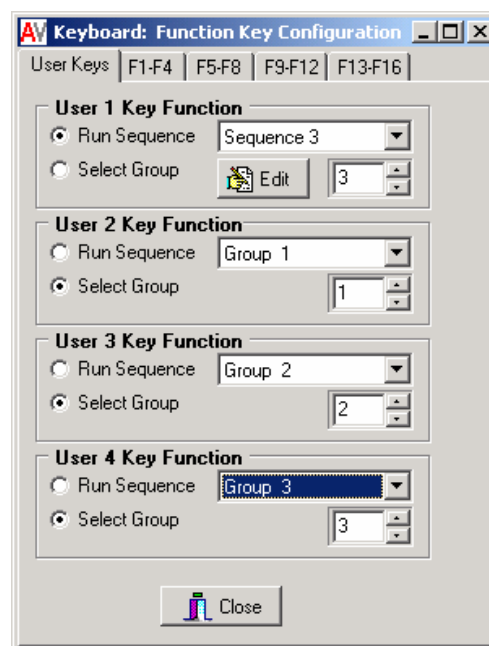 AV Keyboard: Function Key Configuration
User Keys F1-F4 F5-F8 F9-F12 F13-F16
User 1 Key Function
Run Sequence Sequence 3
Select Group Edit 3
User 2 Key Function
Run Sequence Group 1
Select Group 1
User 3 Key Function
Run Sequence Group 2
Select Group 2
User 4 Key Function
Run Sequence Group 3
Select Group 3
Close